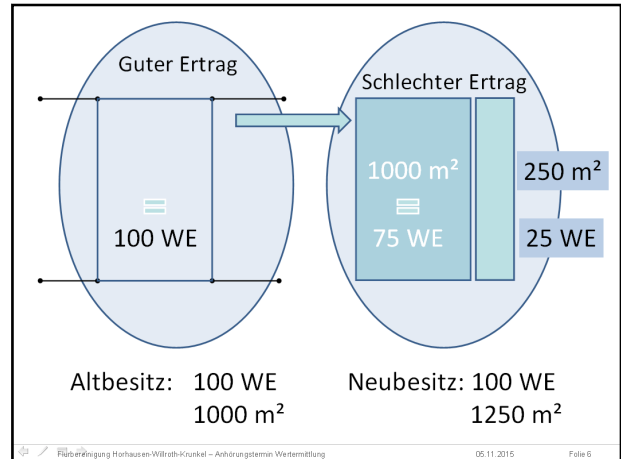 Guter Ertrag
=
100 WE
Schlechter Ertrag
1000 m²
=
75 WE
250 m²
25 WE
Altbesitz: 100 WE
1000 m²
Neubesitz: 100 WE
1250 m²
Flurbereinigung Horhausen-Willroth-Krunkel – Anhörungstermin Wertermittlung
05.11.2015
Folie 6